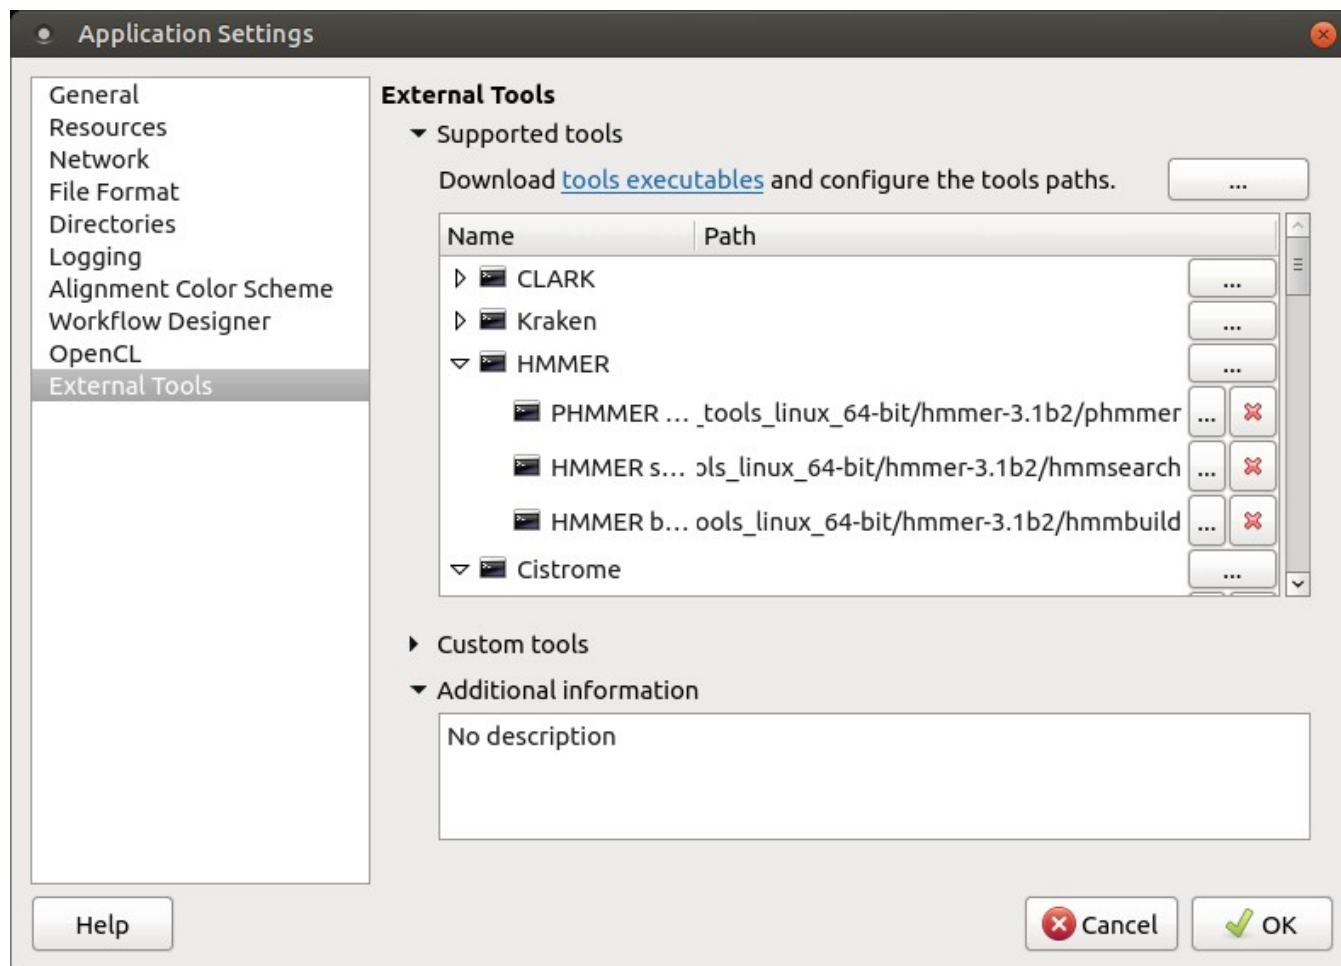 Application Settings
General
Resources
Network
File Format
Directories
Logging
Alignment Color Scheme
Workflow Designer
OpenCL
External Tools
External Tools
Supported tools
Download tools executables and configure the tools paths.
...
Name Path
CLARK ...
Kraken ...
HMMER ...
PHMMER ... _tools_linux_64-bit/hmmer-3.1b2/phmmer ...
HMMER s... ols_linux_64-bit/hmmer-3.1b2/hmmsearch ...
HMMER b... ools_linux_64-bit/hmmer-3.1b2/hmmbuild ...
Cistrome ...
Custom tools
Additional information
No description
Help
Cancel
OK